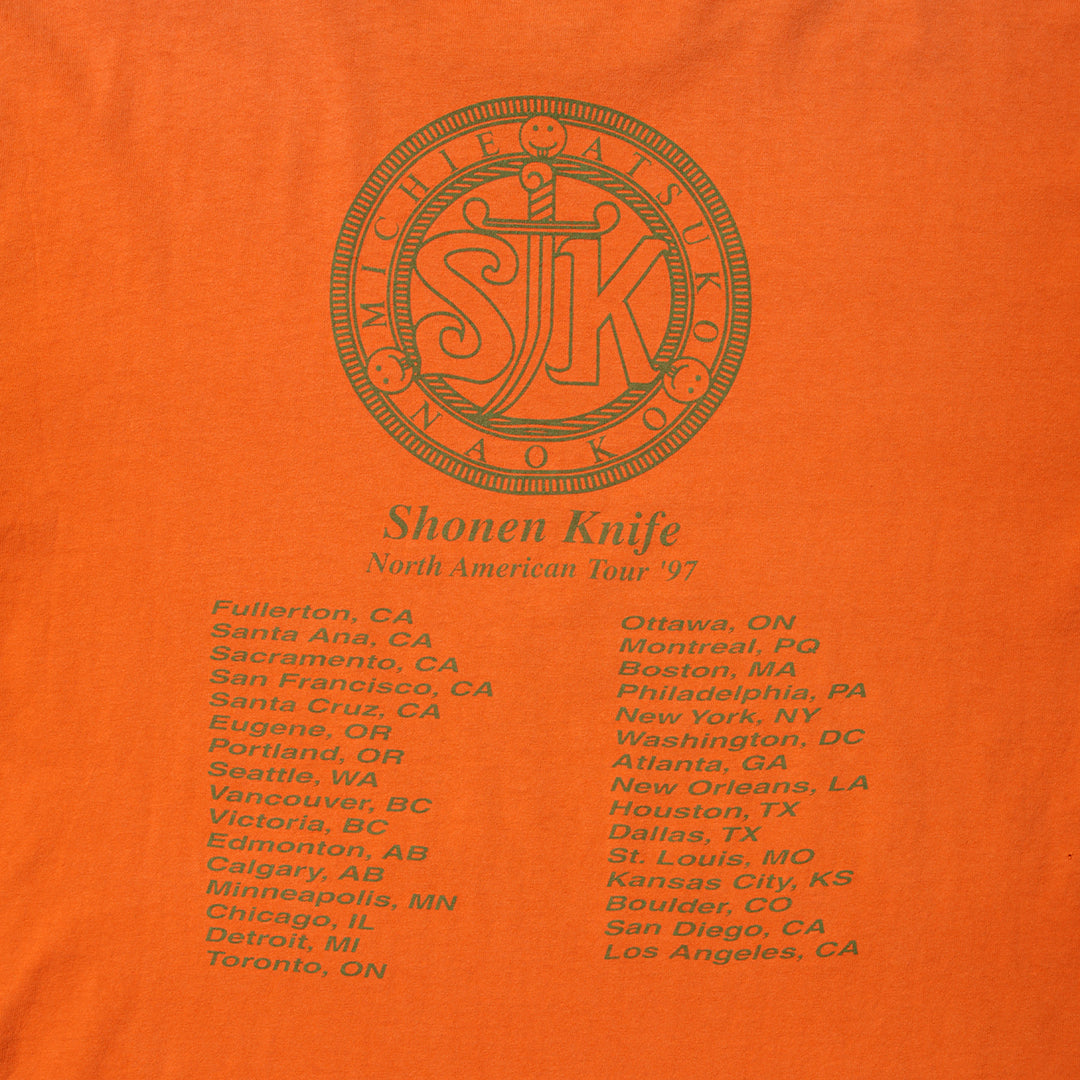 MICHIE ATSUKO NAOKO
SK
Shonen Knife
North American Tour '97
Fullerton, CA
Santa Ana, CA
Sacramento, CA
San Francisco, CA
Santa Cruz, CA
Eugene, OR
Portland, OR
Seattle, WA
Vancouver, BC
Victoria, BC
Edmonton, AB
Calgary, AB
Minneapolis, MN
Chicago, IL
Detroit, MI
Toronto, ON
Ottawa, ON
Montreal, PQ
Boston, MA
Philadelphia, PA
New York, NY
Washington, DC
Atlanta, GA
New Orleans, LA
Houston, TX
Dallas, TX
St. Louis, MO
Kansas City, KS
Boulder, CO
San Diego, CA
Los Angeles, CA